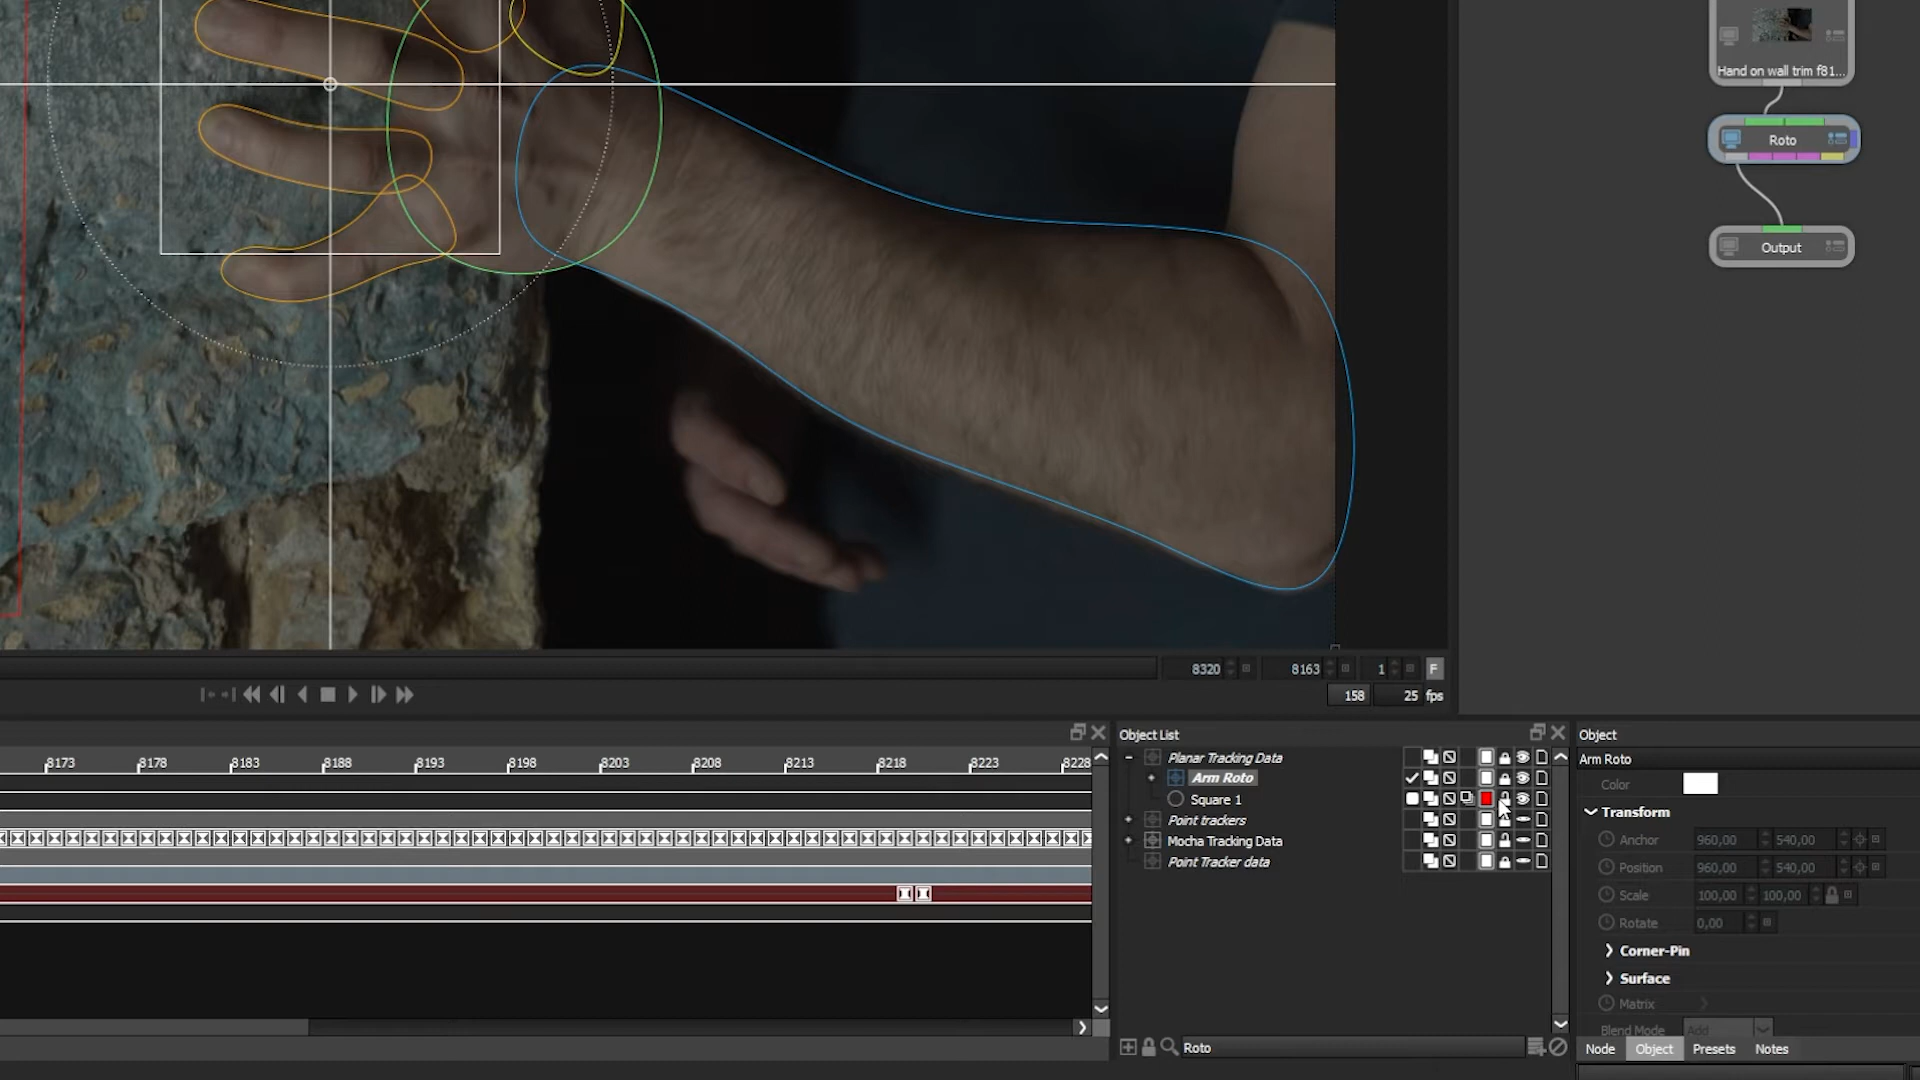 Hand on wall trim f81...
Roto
Output
8320 8163 1 F
158 25 fps
8173 8178 8183 8188 8193 8198 8203 8208 8213 8218 8223 8228
Object List
Planar Tracking Data
Arm Roto
Square 1
Point trackers
Mocha Tracking Data
Point Tracker data
Roto
Object
Arm Roto
Color
Transform
Anchor 960,00 540,00
Position 960,00 540,00
Scale 100,00 100,00
Rotate 0,00
Corner-Pin
Surface
Matrix
Blend Mode Add
Node Object Presets Notes